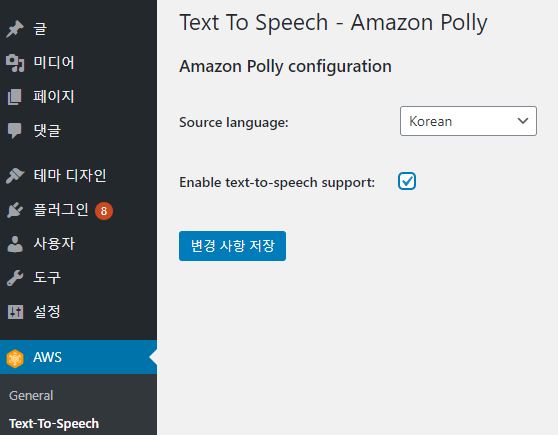 글
미디어
페이지
댓글
테마 디자인
플러그인 8
사용자
도구
설정
AWS
General
Text-To-Speech
Text To Speech - Amazon Polly
Amazon Polly configuration
Source language: Korean
Enable text-to-speech support:
변경 사항 저장